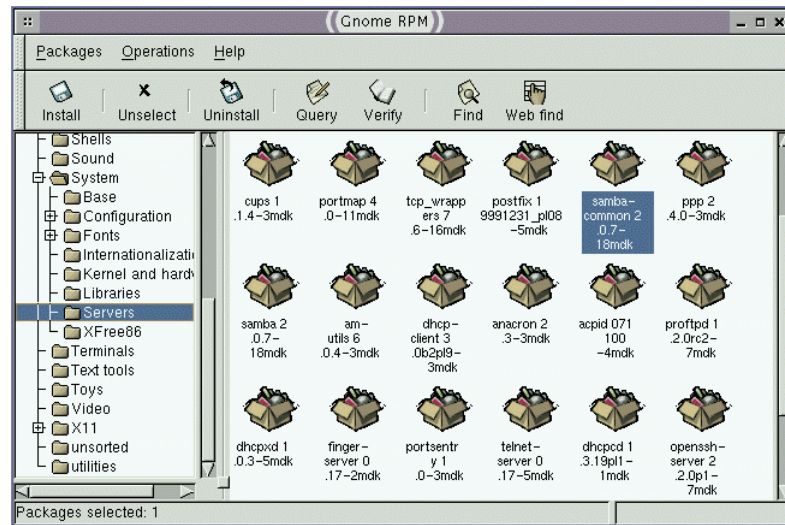 Gnome RPM
Packages Operations Help
Install Unselect Uninstall Query Verify Find Web find
Shells
Sound
System
Base
Configuration
Fonts
Internationalizati
Kernel and hardw
Libraries
Servers
XFree86
Terminals
Text tools
Toys
Video
X11
unsorted
utilities
cups 1
.1.4-3mdk
portmap 4
.0-11mdk
tcp_wrapp
ers 7
.6-16mdk
postfix 1
9991231_pl08
-5mdk
samba-
common 2
.0.7-
18mdk
ppp 2
.4.0-3mdk
samba 2
.0.7-
18mdk
am-
utils 6
.0.4-3mdk
dhcp-
client 3
.0b2pl9-
3mdk
anacron 2
.3-3mdk
acpid 071
100
-4mdk
proftpd 1
.2.0rc2-
7mdk
dhcpxd 1
.0.3-5mdk
finger-
server 0
.17-2mdk
portsentr
y 1
.0-3mdk
telnet-
server 0
.17-5mdk
dhcpcd 1
.3.19pl1-
1mdk
openssh-
server 2
.2.0p1-
7mdk
Packages selected: 1